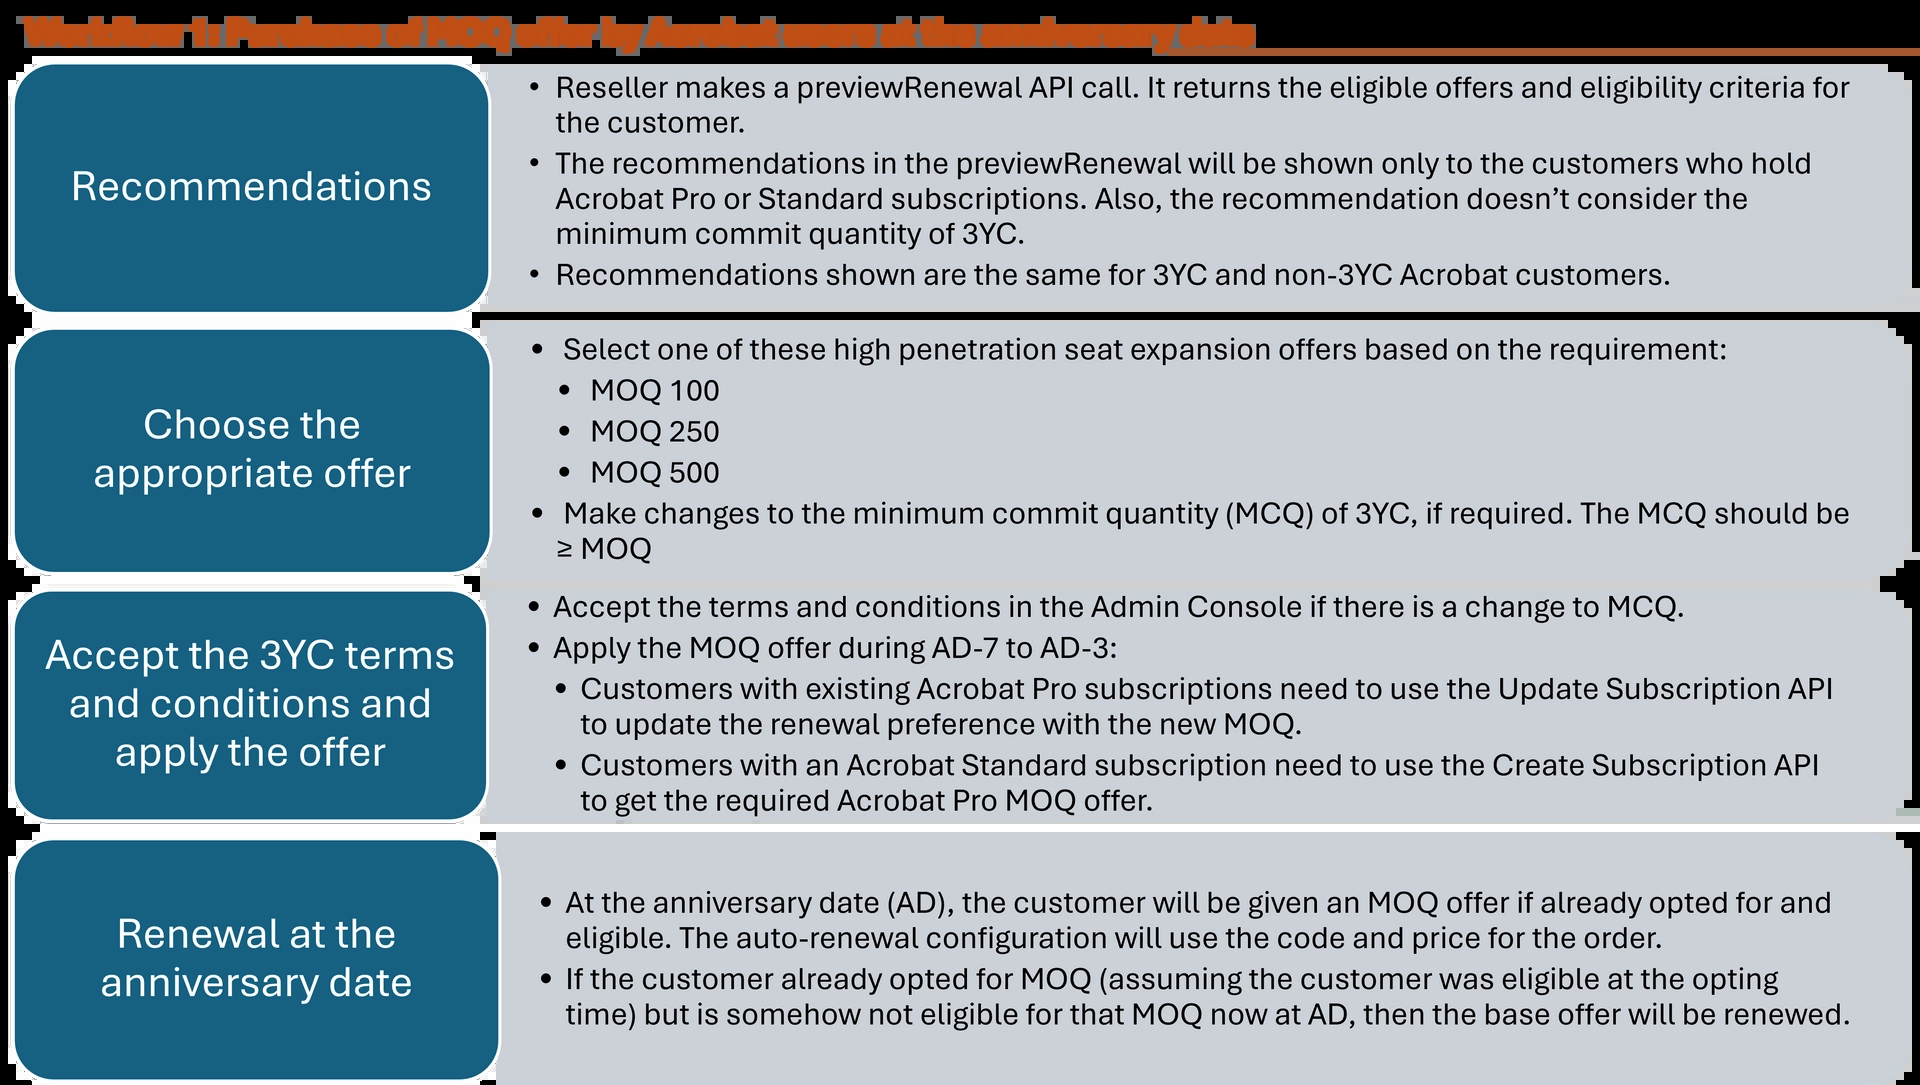 Workflow 1: Purchase of MOQ offer by Acrobat users at the anniversary date
Recommendations
• Reseller makes a previewRenewal API call. It returns the eligible offers and eligibility criteria for
the customer.
• The recommendations in the previewRenewal will be shown only to the customers who hold
Acrobat Pro or Standard subscriptions. Also, the recommendation doesn’t consider the
minimum commit quantity of 3YC.
• Recommendations shown are the same for 3YC and non-3YC Acrobat customers.
Choose the
appropriate offer
• Select one of these high penetration seat expansion offers based on the requirement:
• MOQ 100
• MOQ 250
• MOQ 500
• Make changes to the minimum commit quantity (MCQ) of 3YC, if required. The MCQ should be
≥ MOQ
Accept the 3YC terms
and conditions and
apply the offer
• Accept the terms and conditions in the Admin Console if there is a change to MCQ.
• Apply the MOQ offer during AD-7 to AD-3:
• Customers with existing Acrobat Pro subscriptions need to use the Update Subscription API
to update the renewal preference with the new MOQ.
• Customers with an Acrobat Standard subscription need to use the Create Subscription API
to get the required Acrobat Pro MOQ offer.
Renewal at the
anniversary date
• At the anniversary date (AD), the customer will be given an MOQ offer if already opted for and
eligible. The auto-renewal configuration will use the code and price for the order.
• If the customer already opted for MOQ (assuming the customer was eligible at the opting
time) but is somehow not eligible for that MOQ now at AD, then the base offer will be renewed.